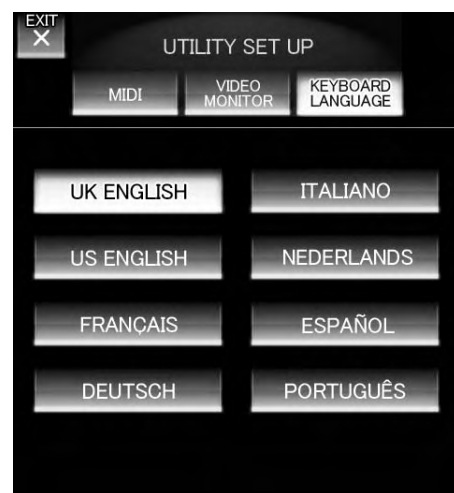 EXIT
×
UTILITY SET UP
MIDI
VIDEO
MONITOR
KEYBOARD
LANGUAGE
UK ENGLISH
ITALIANO
US ENGLISH
NEDERLANDS
FRANÇAIS
ESPAÑOL
DEUTSCH
PORTUGUÊS